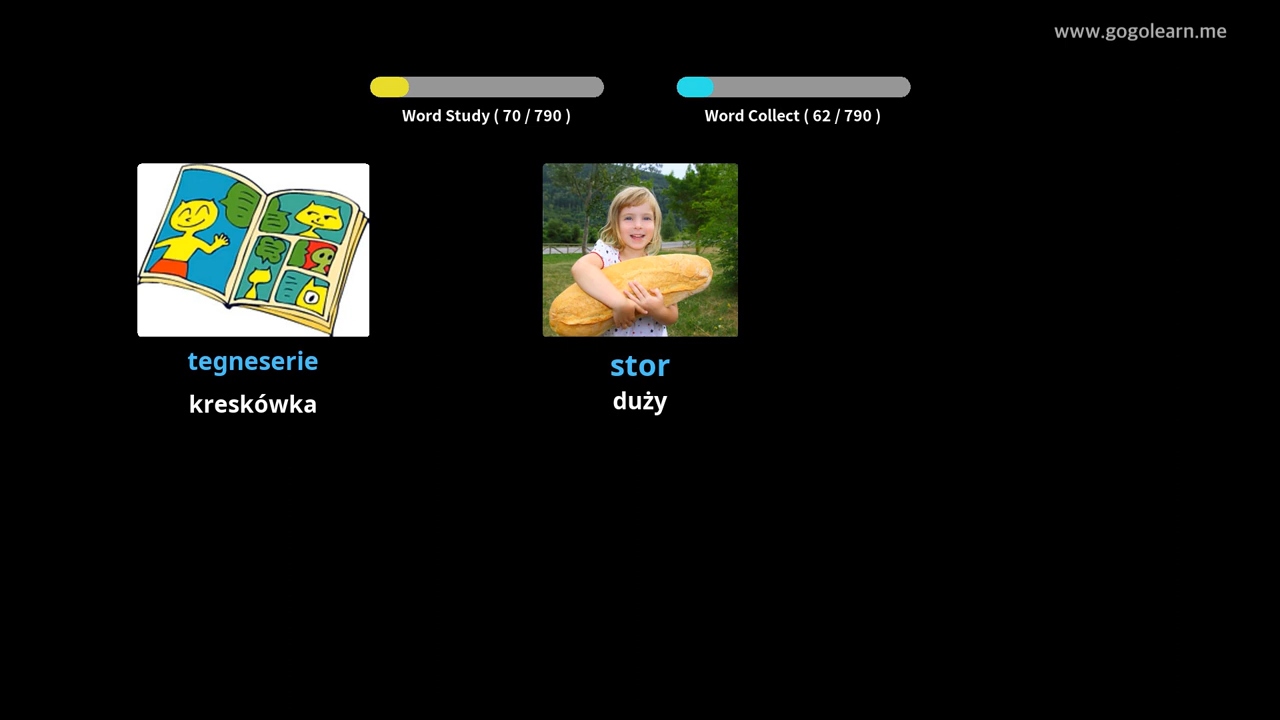 www.gogolearn.me
Word Study ( 70 / 790 )
Word Collect ( 62 / 790 )
tegneserie
kreskówka
stor
duży